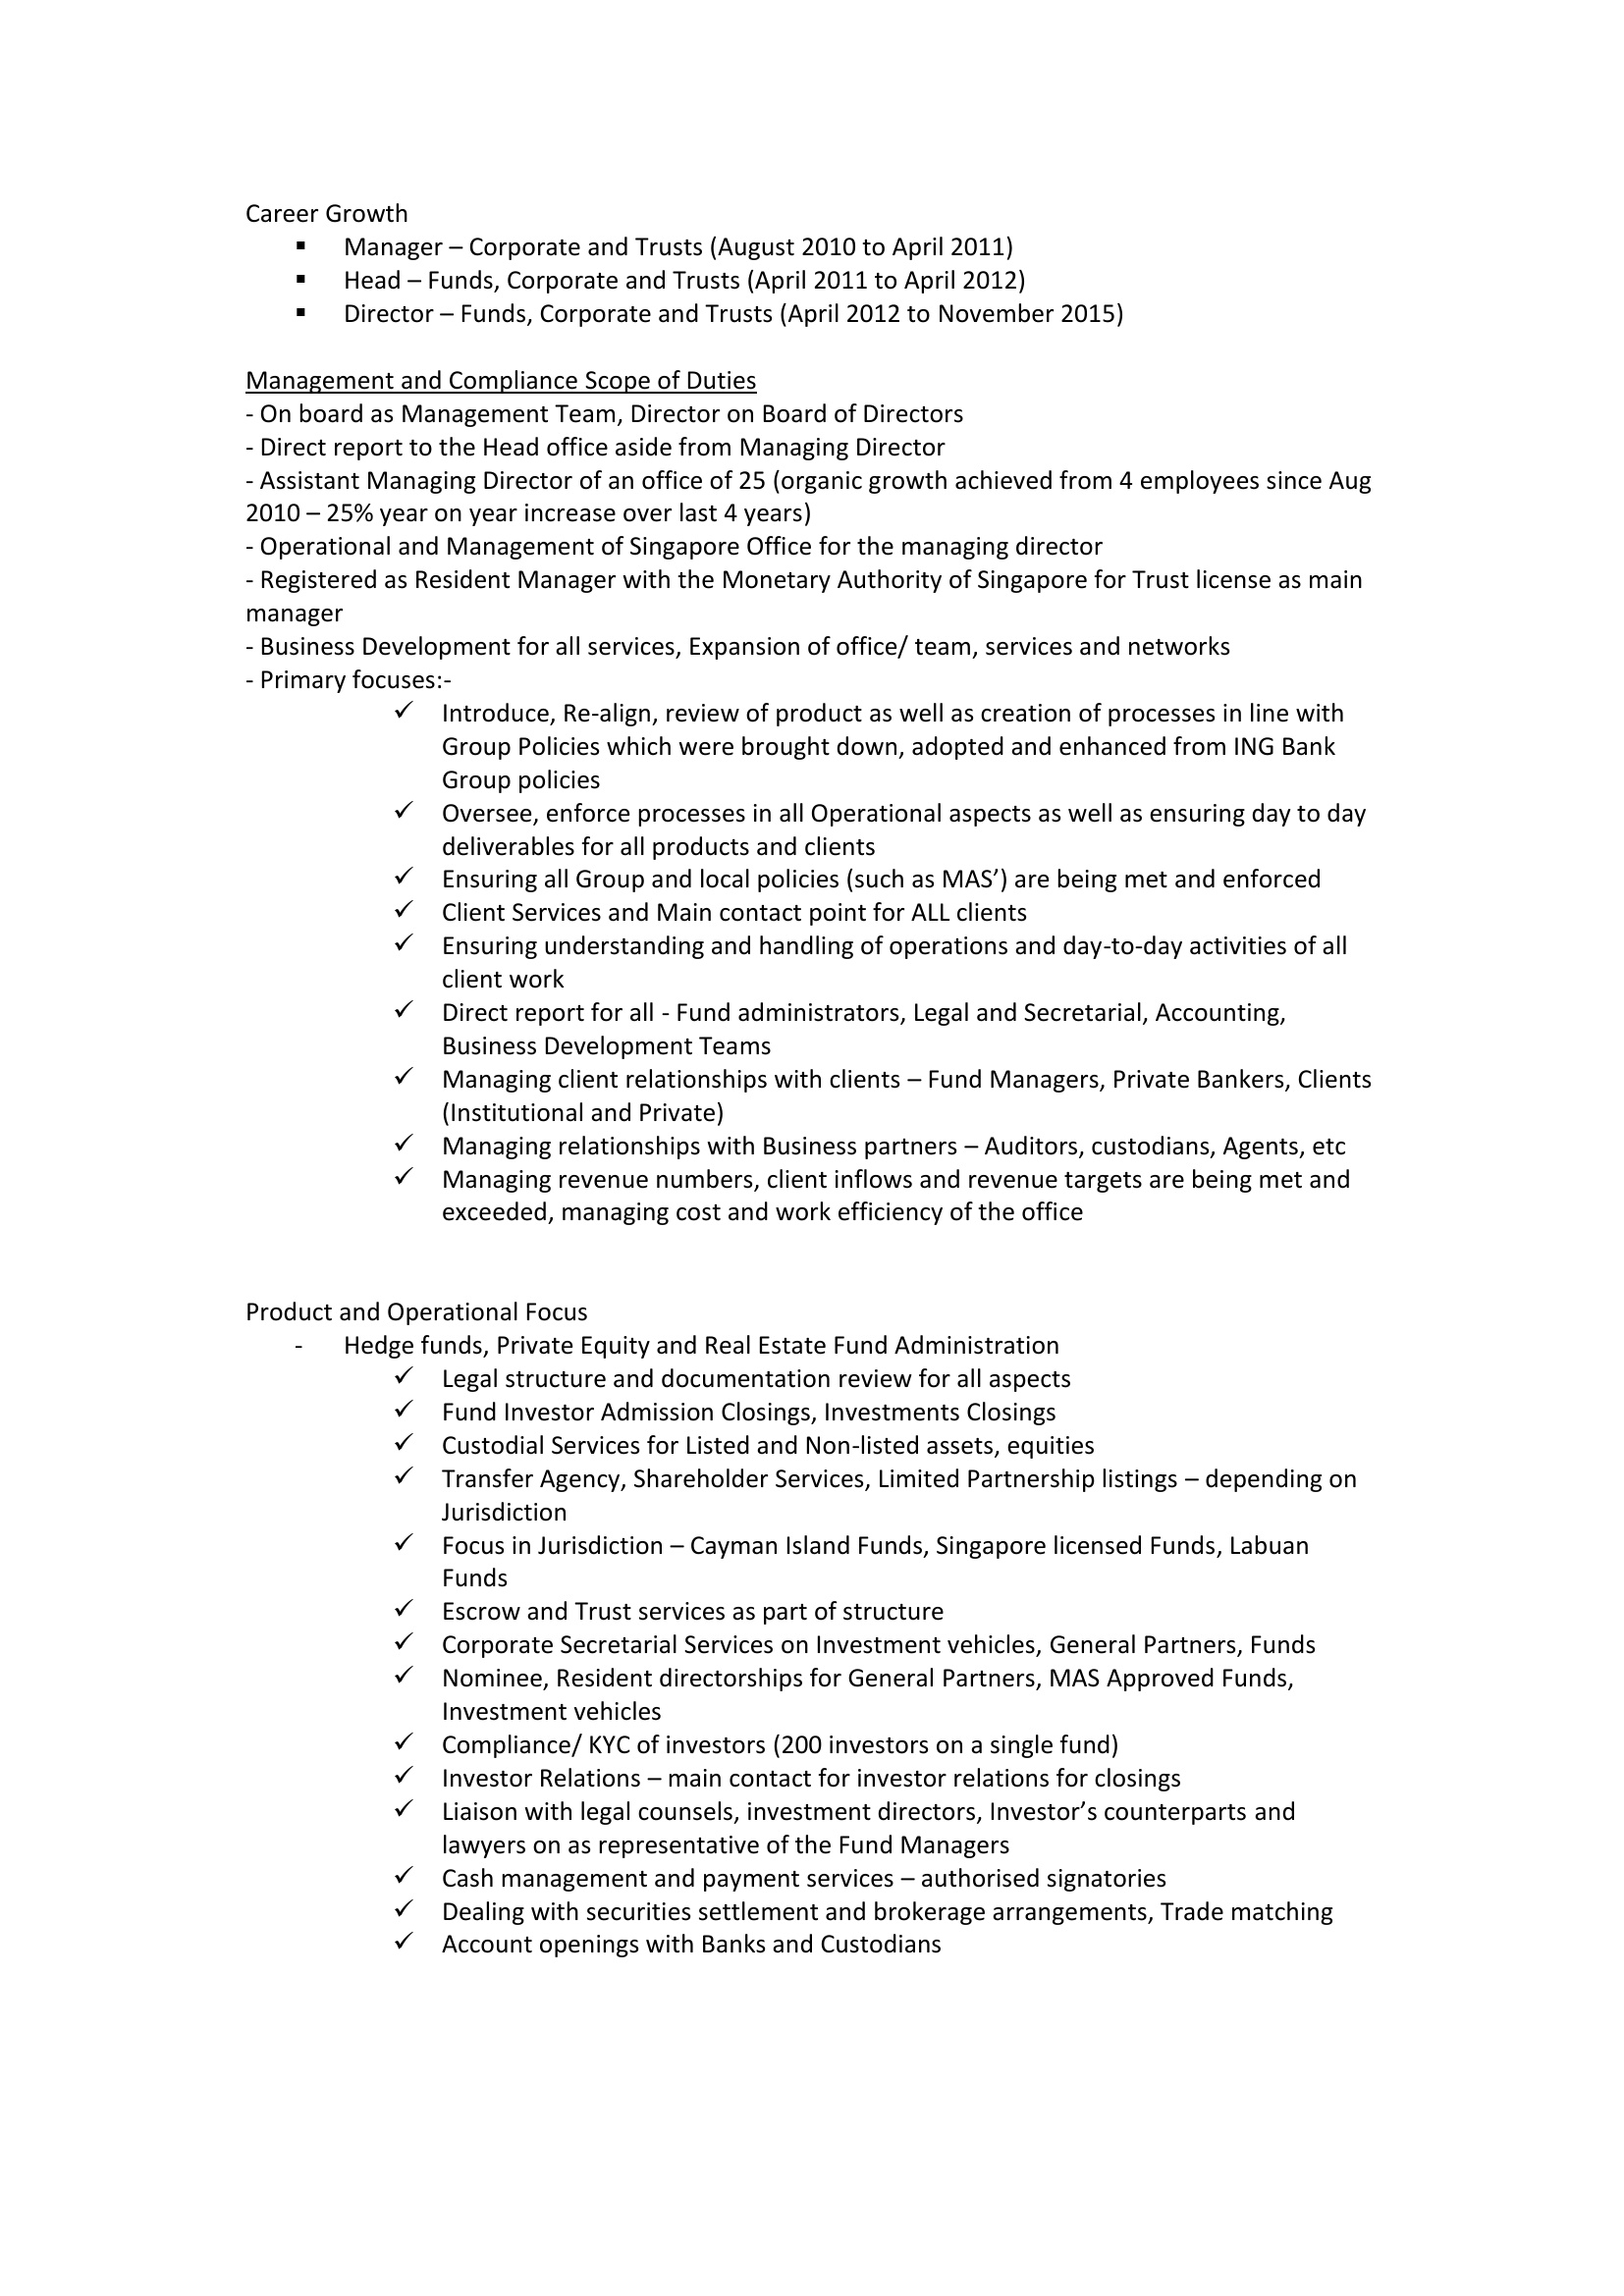 Career Growth
▪ Manager – Corporate and Trusts (August 2010 to April 2011)
▪ Head – Funds, Corporate and Trusts (April 2011 to April 2012)
▪ Director – Funds, Corporate and Trusts (April 2012 to November 2015)
Management and Compliance Scope of Duties
- On board as Management Team, Director on Board of Directors
- Direct report to the Head office aside from Managing Director
- Assistant Managing Director of an office of 25 (organic growth achieved from 4 employees since Aug
2010 – 25% year on year increase over last 4 years)
- Operational and Management of Singapore Office for the managing director
- Registered as Resident Manager with the Monetary Authority of Singapore for Trust license as main
manager
- Business Development for all services, Expansion of office/ team, services and networks
- Primary focuses:-
✓ Introduce, Re-align, review of product as well as creation of processes in line with
Group Policies which were brought down, adopted and enhanced from ING Bank
Group policies
✓ Oversee, enforce processes in all Operational aspects as well as ensuring day to day
deliverables for all products and clients
✓ Ensuring all Group and local policies (such as MAS’) are being met and enforced
✓ Client Services and Main contact point for ALL clients
✓ Ensuring understanding and handling of operations and day-to-day activities of all
client work
✓ Direct report for all - Fund administrators, Legal and Secretarial, Accounting,
Business Development Teams
✓ Managing client relationships with clients – Fund Managers, Private Bankers, Clients
(Institutional and Private)
✓ Managing relationships with Business partners – Auditors, custodians, Agents, etc
✓ Managing revenue numbers, client inflows and revenue targets are being met and
exceeded, managing cost and work efficiency of the office
Product and Operational Focus
- Hedge funds, Private Equity and Real Estate Fund Administration
✓ Legal structure and documentation review for all aspects
✓ Fund Investor Admission Closings, Investments Closings
✓ Custodial Services for Listed and Non-listed assets, equities
✓ Transfer Agency, Shareholder Services, Limited Partnership listings – depending on
Jurisdiction
✓ Focus in Jurisdiction – Cayman Island Funds, Singapore licensed Funds, Labuan
Funds
✓ Escrow and Trust services as part of structure
✓ Corporate Secretarial Services on Investment vehicles, General Partners, Funds
✓ Nominee, Resident directorships for General Partners, MAS Approved Funds,
Investment vehicles
✓ Compliance/ KYC of investors (200 investors on a single fund)
✓ Investor Relations – main contact for investor relations for closings
✓ Liaison with legal counsels, investment directors, Investor’s counterparts and
lawyers on as representative of the Fund Managers
✓ Cash management and payment services – authorised signatories
✓ Dealing with securities settlement and brokerage arrangements, Trade matching
✓ Account openings with Banks and Custodians